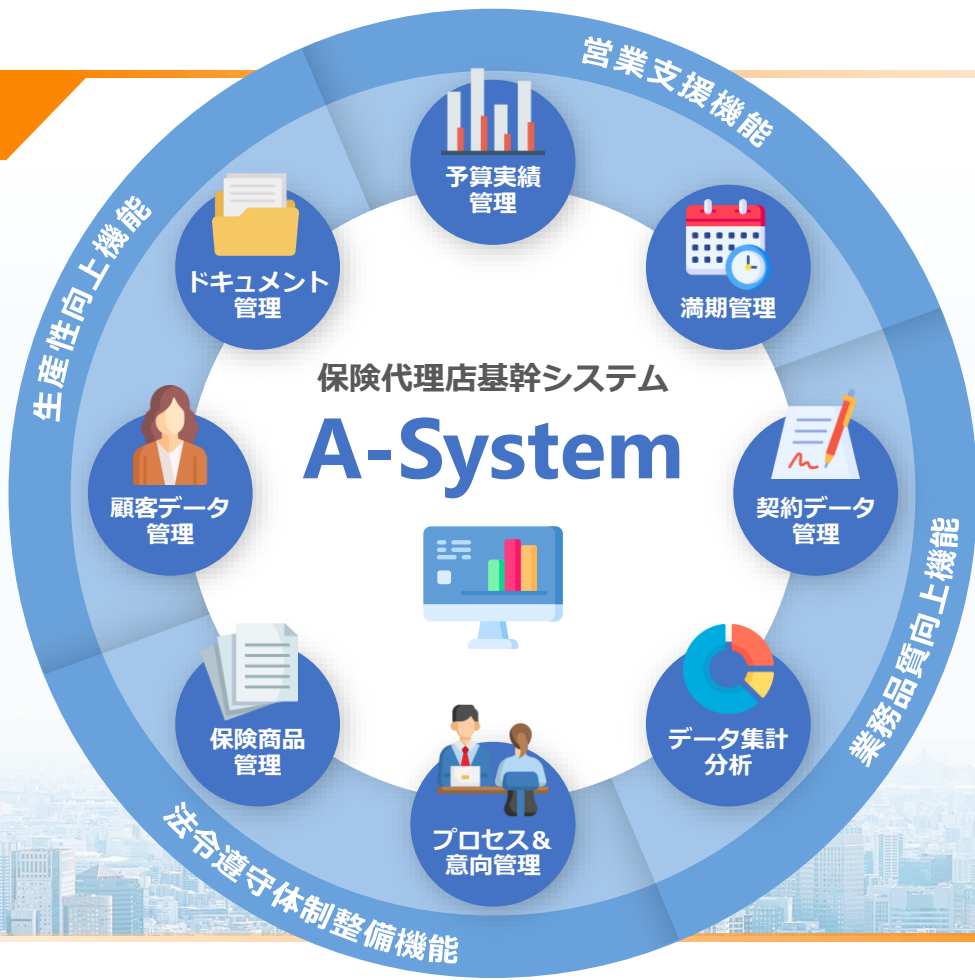 営業支援機能
予算実績
管理
満期管理
業務品質向上機能
契約データ
管理
データ集計
分析
法令遵守体制整備機能
プロセス&
意向管理
保険商品
管理
生産性向上機能
顧客データ
管理
ドキュメント
管理
保険代理店基幹システム
A-System